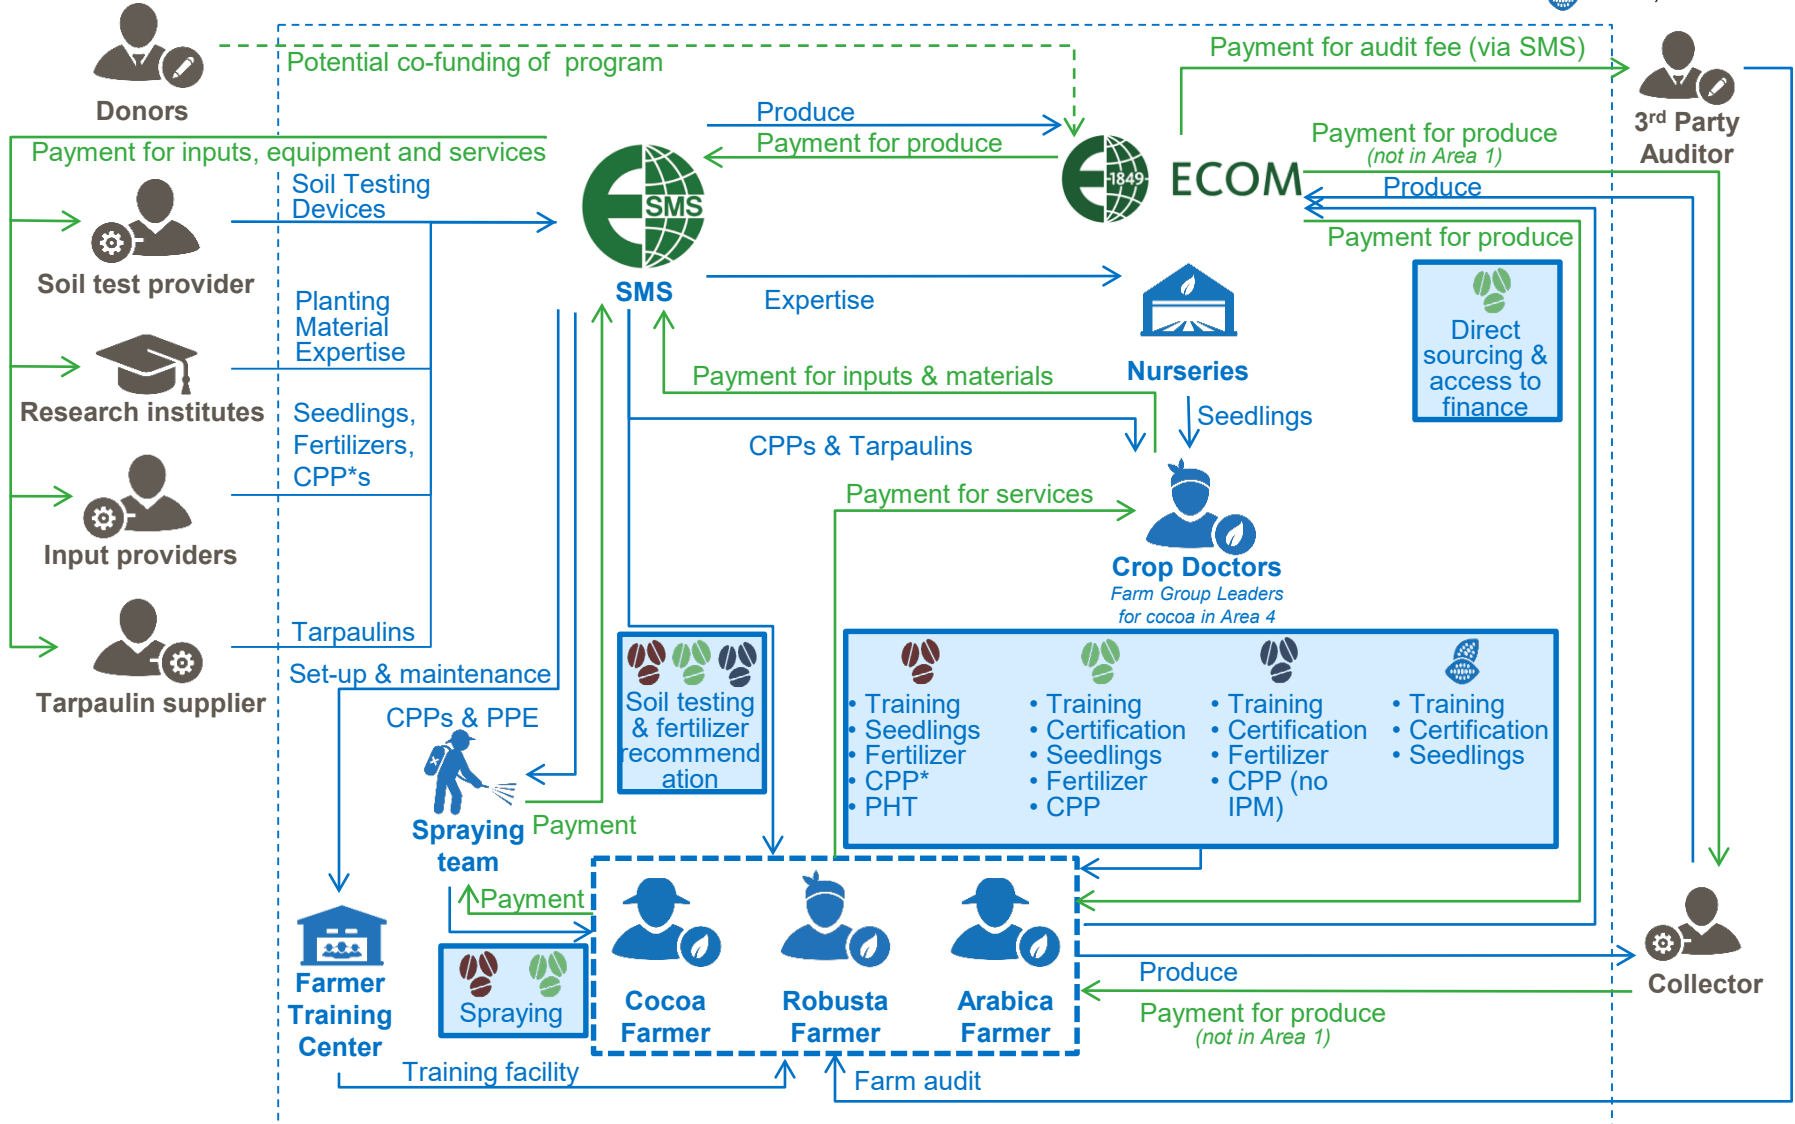 Donors
Potential co-funding of program
Payment for audit fee (via SMS)
3rd Party
Auditor
Produce
Payment for produce
Payment for produce
(not in Area 1)
Payment for inputs, equipment and services
Soil Testing
Devices
SMS
SMS
1849
ECOM
Produce
Payment for produce
Soil test provider
Expertise
Nurseries
Direct
sourcing &
access to
finance
Planting
Material
Expertise
Research institutes
Payment for inputs & materials
Seedlings
Seedlings,
Fertilizers,
CPP*s
CPPs & Tarpaulins
Input providers
Payment for services
Crop Doctors
Farm Group Leaders
for cocoa in Area 4
Tarpaulins
Tarpaulin supplier
Set-up & maintenance
CPPs & PPE
Soil testing
& fertilizer
recommend
ation
• Training
• Seedlings
• Fertilizer
• CPP*
• PHT
• Training
• Certification
• Seedlings
• Fertilizer
• CPP
• Training
• Certification
• Fertilizer
• CPP (no
IPM)
• Training
• Certification
• Seedlings
Spraying
team
Payment
Payment
Farmer
Training
Center
Spraying
Cocoa
Farmer
Robusta
Farmer
Arabica
Farmer
Produce
Payment for produce
(not in Area 1)
Collector
Training facility
Farm audit